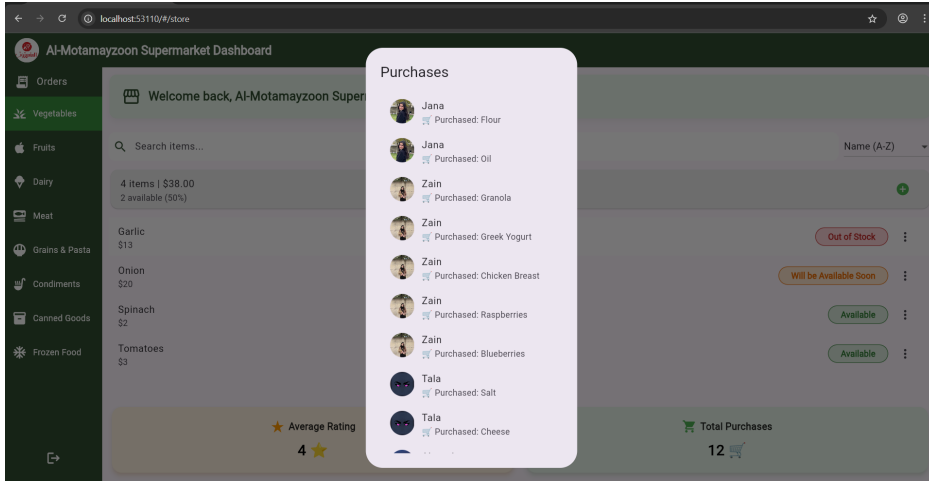 localhost:53110/#/store
Al-Motamayzoon Supermarket Dashboard
Orders
Vegetables
Fruits
Dairy
Meat
Grains & Pasta
Condiments
Canned Goods
Frozen Food
Welcome back, Al-Motamayzoon Super
Search items...
Name (A-Z)
4 items | $38.00
2 available (50%)
Garlic
$13
Out of Stock
Onion
$20
Will be Available Soon
Spinach
$2
Available
Tomatoes
$3
Available
Average Rating
4
Total Purchases
12
Purchases
Jana
Purchased: Flour
Jana
Purchased: Oil
Zain
Purchased: Granola
Zain
Purchased: Greek Yogurt
Zain
Purchased: Chicken Breast
Zain
Purchased: Raspberries
Zain
Purchased: Blueberries
Tala
Purchased: Salt
Tala
Purchased: Cheese